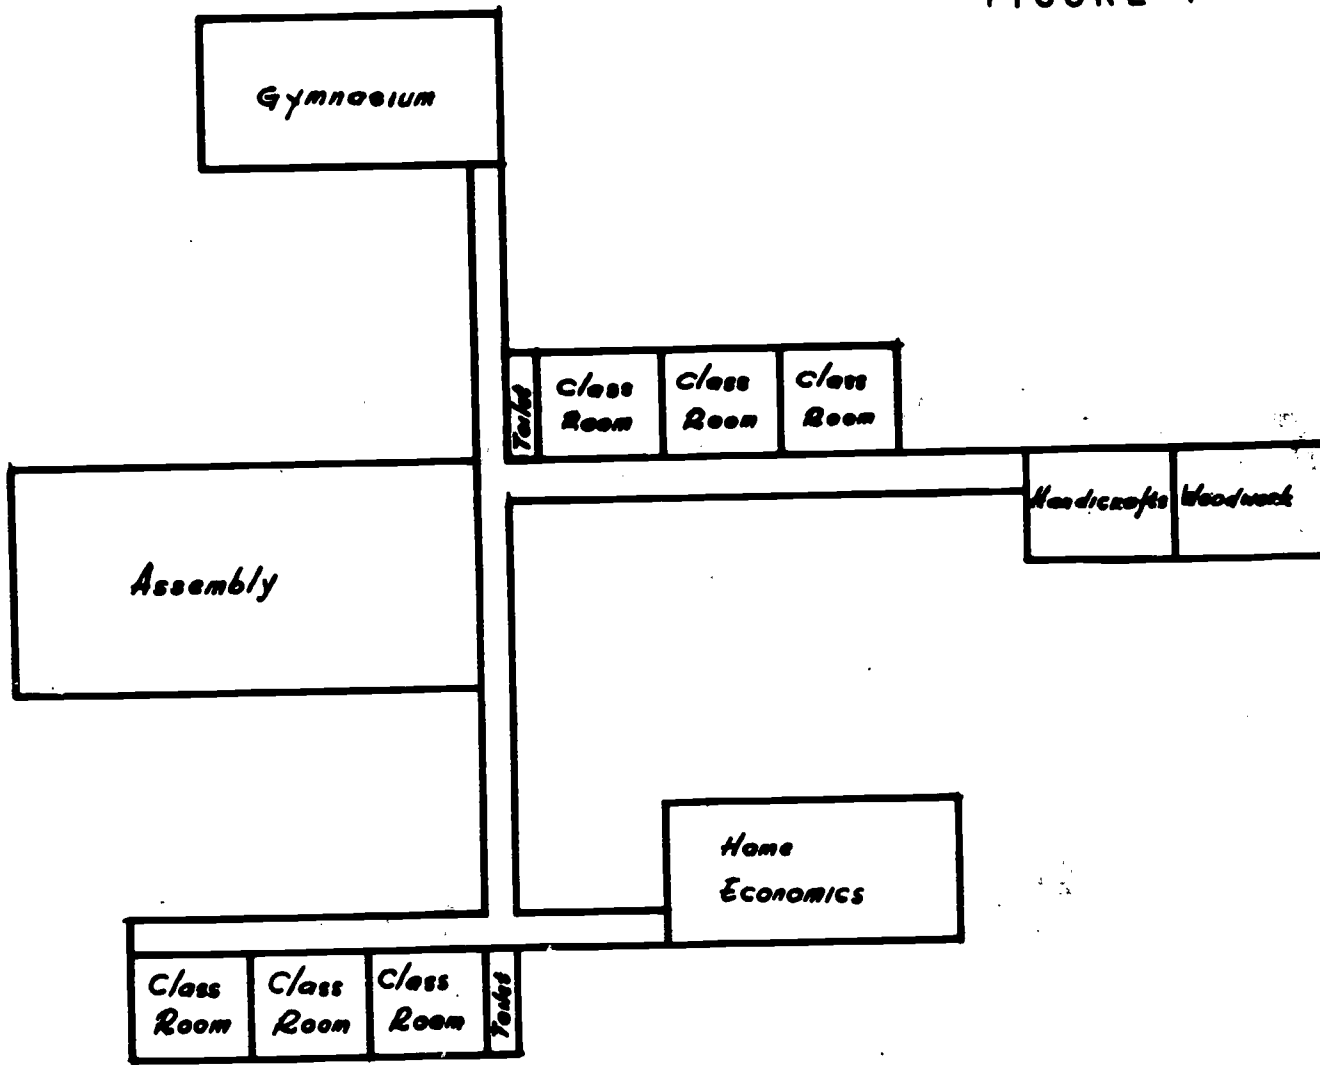 FIGURE
Gymnasium
Toilet
Class
Room
Class
Room
Class
Room
Handicrafts
Woodwork
Assembly
Home
Economics
Class
Room
Class
Room
Class
Room
Toilet